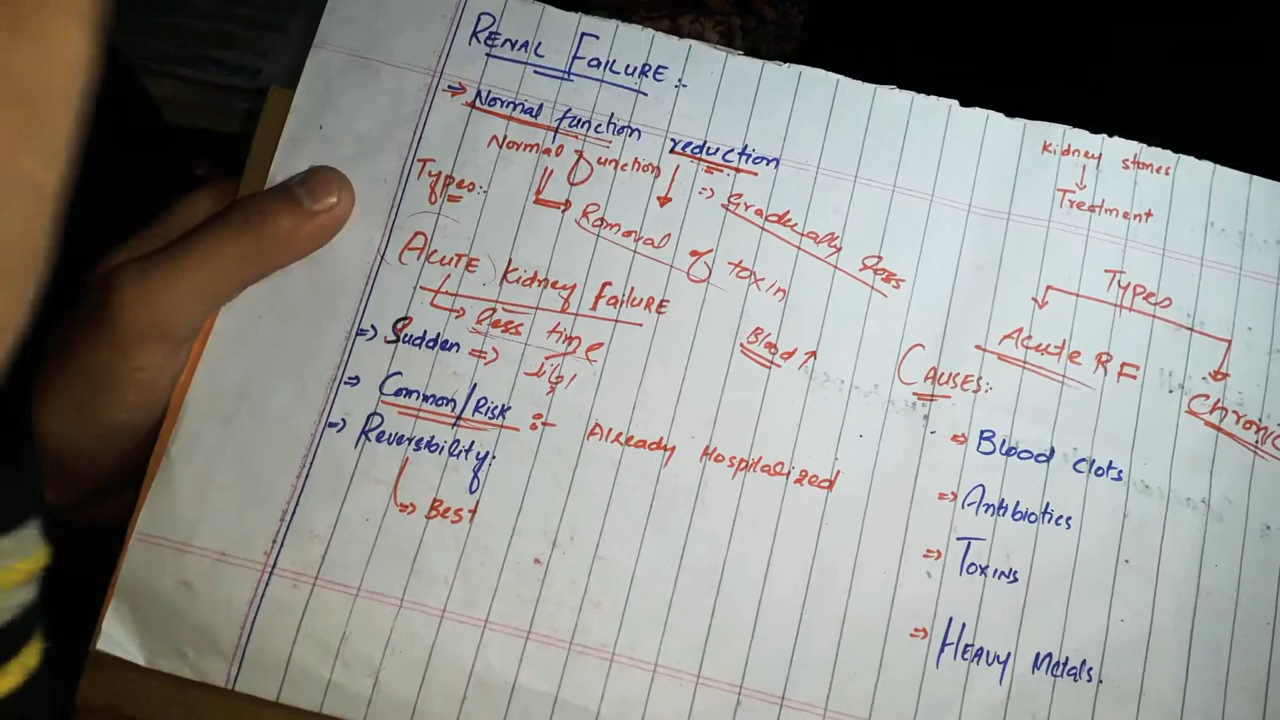 RENAL FAILURE:-
⇒ Normal function reduction
Normal Function ⇒ Gradually loss
Types:-
↳ Removal of toxin
(ACUTE) Kidney FAILURE
↳ less time
⇒ Sudden ⇒
Blood↑
⇒ Common/Risk :- Already Hospitalized
⇒ Reversibility:
↳ Best
Kidney stones
↓
Treatment
Types
Acute RF
Chronic
CAUSES:-
⇒ Blood clots
⇒ Antibiotics
⇒ Toxins
⇒ HEAVY Metals.